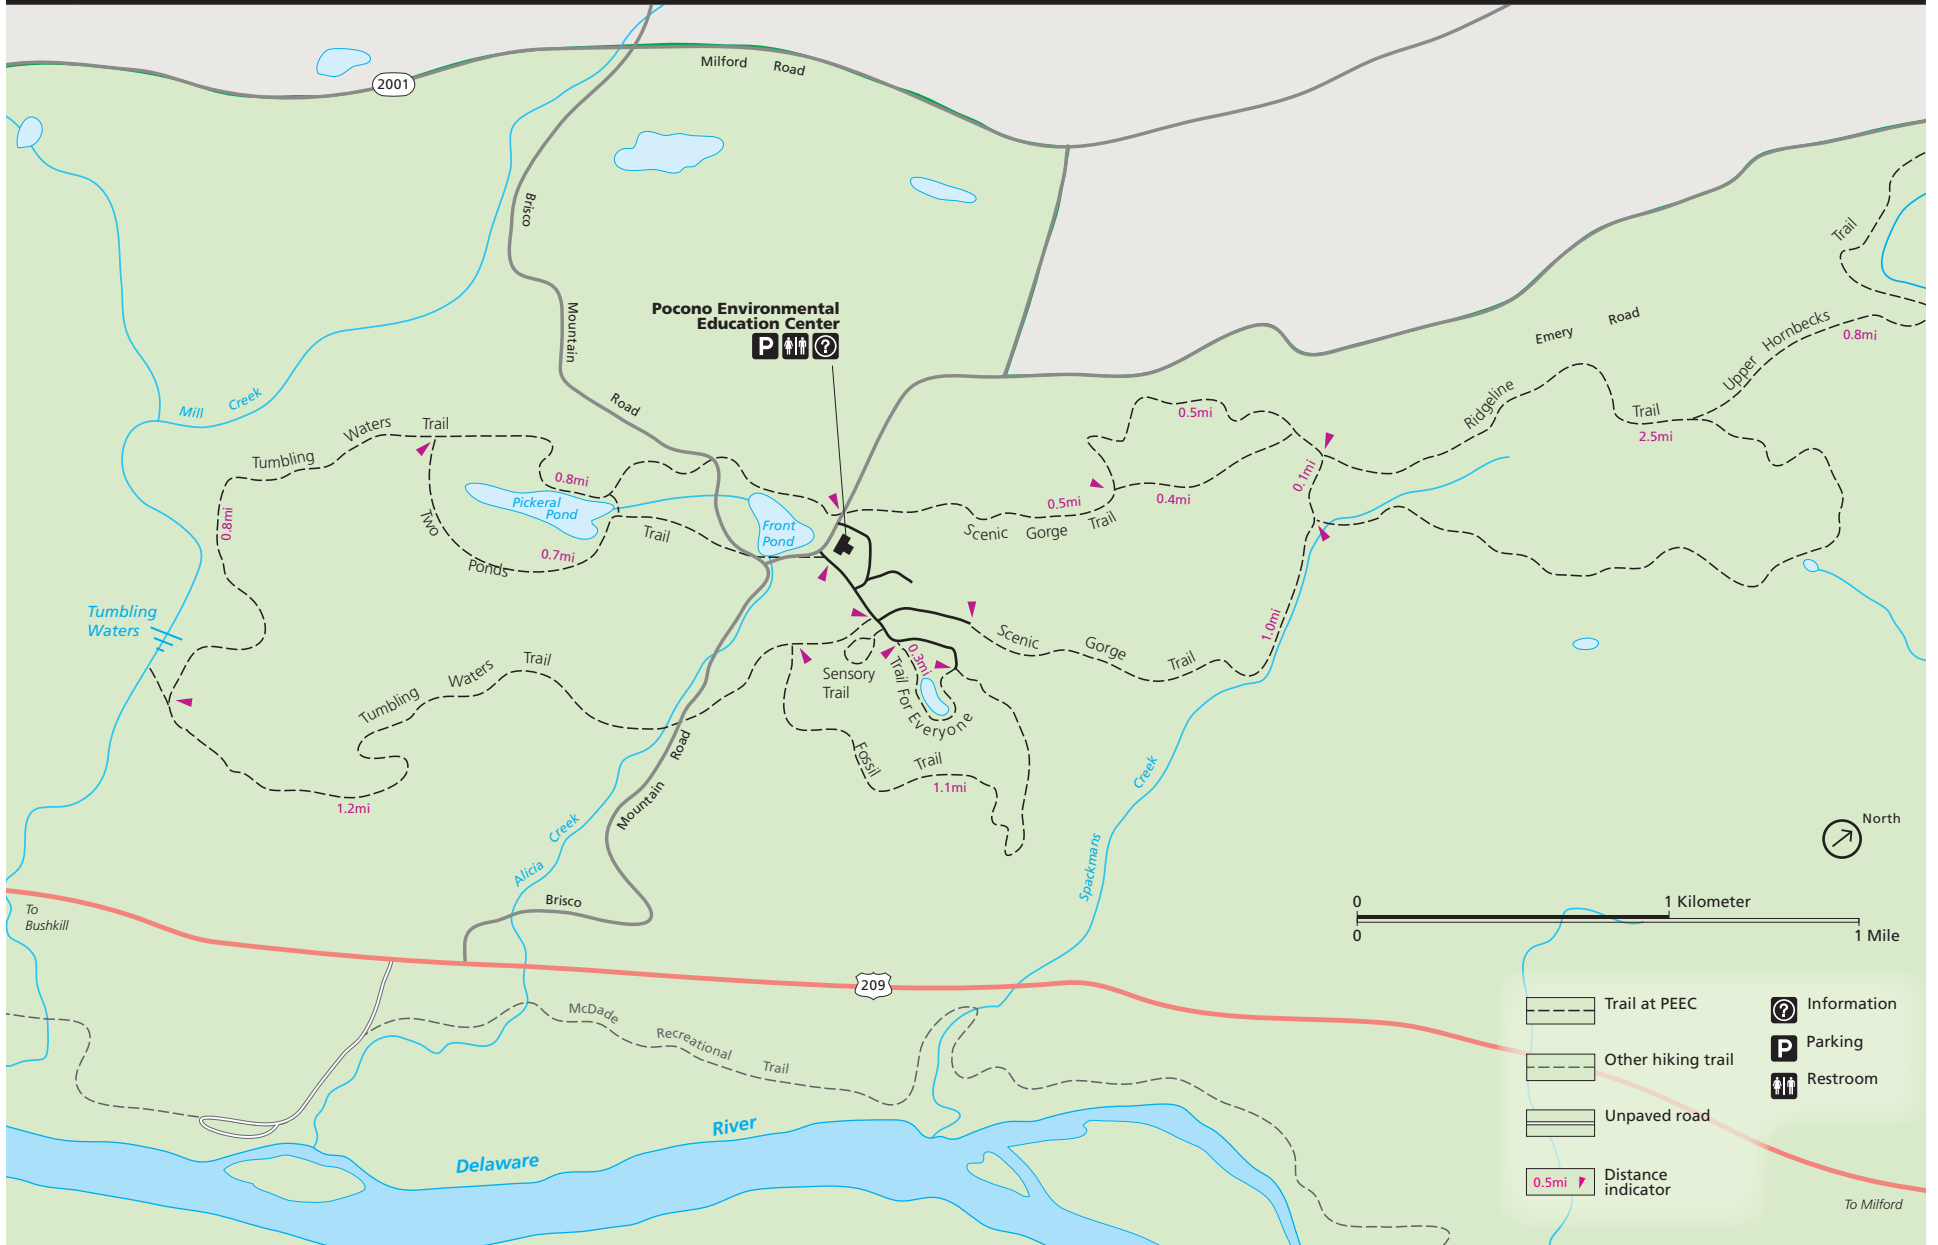 2001
Milford Road
Brisco
Mountain
Road
Pocono Environmental
Education Center
P
?
Mill Creek
Tumbling Waters Trail
0.8mi
Pickeral
Pond
0.8mi
Two
Ponds
Trail
0.7mi
Front
Pond
Tumbling
Waters
Tumbling Waters Trail
1.2mi
Scenic Gorge Trail
0.5mi
0.5mi
0.4mi
0.1mi
Ridgeline
Trail
2.5mi
Emery Road
Upper Hornbecks
Trail
0.8mi
1.0mi
Scenic Gorge Trail
Sensory
Trail
0.3mi
Trail For Everyone
Fossil Trail
1.1mi
Mountain Road
Brisco
Alicia Creek
Spackmans Creek
To
Bushkill
209
McDade
Recreational
Trail
Delaware River
North
0
1 Kilometer
0
1 Mile
Trail at PEEC
Other hiking trail
Unpaved road
0.5mi
Distance
indicator
?
Information
P
Parking
Restroom
To Milford